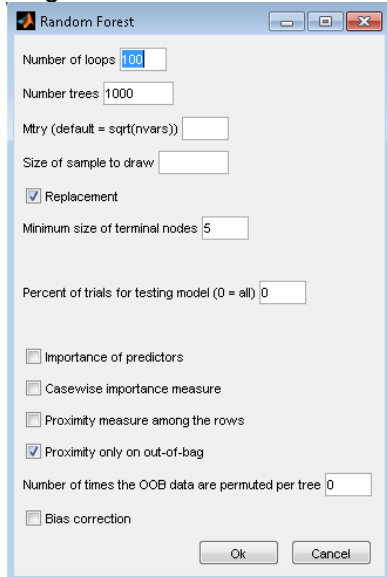 Random Forest
Number of loops 100
Number trees 1000
Mtry (default = sqrt(nvars))
Size of sample to draw
Replacement
Minimum size of terminal nodes 5
Percent of trials for testing model (0 = all) 0
Importance of predictors
Casewise importance measure
Proximity measure among the rows
Proximity only on out-of-bag
Number of times the OOB data are permuted per tree 0
Bias correction
Ok Cancel